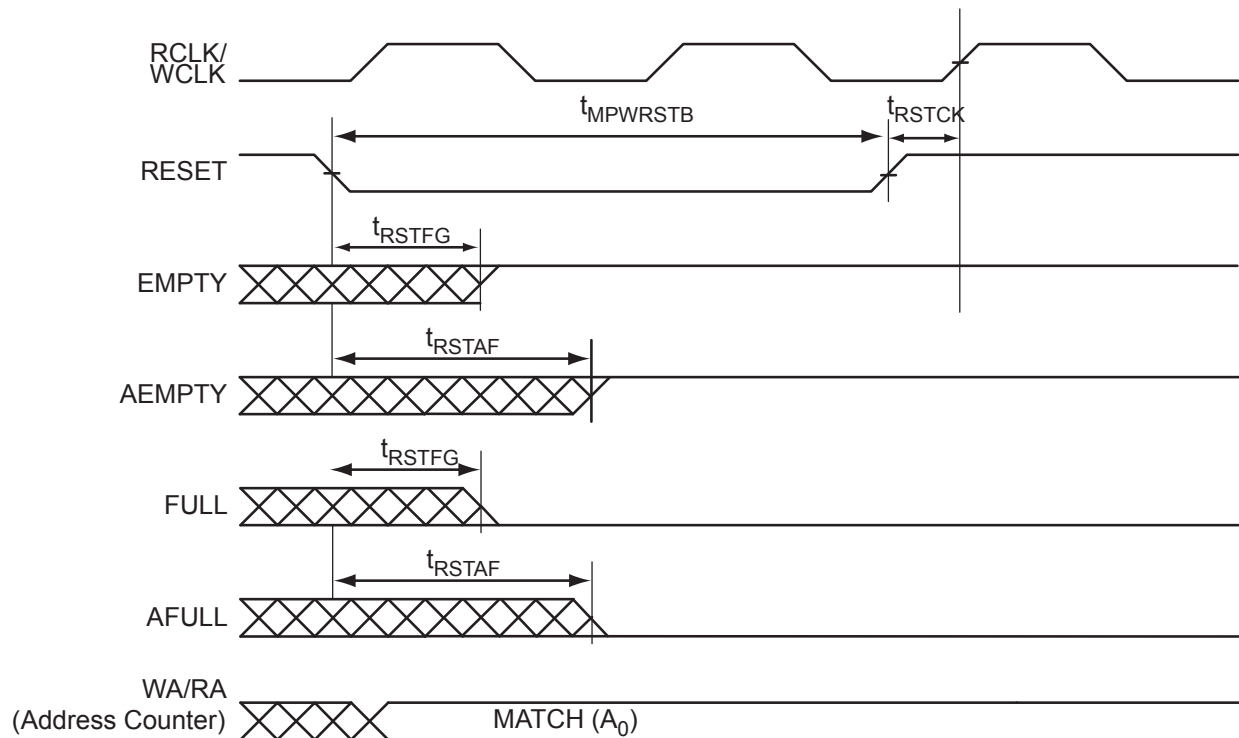 RCLK/
WCLK
tMPWRSTB
tRSTCK
RESET
tRSTFG
EMPTY
tRSTAF
AEMPTY
tRSTFG
FULL
tRSTAF
AFULL
WA/RA
(Address Counter)
MATCH (A0)